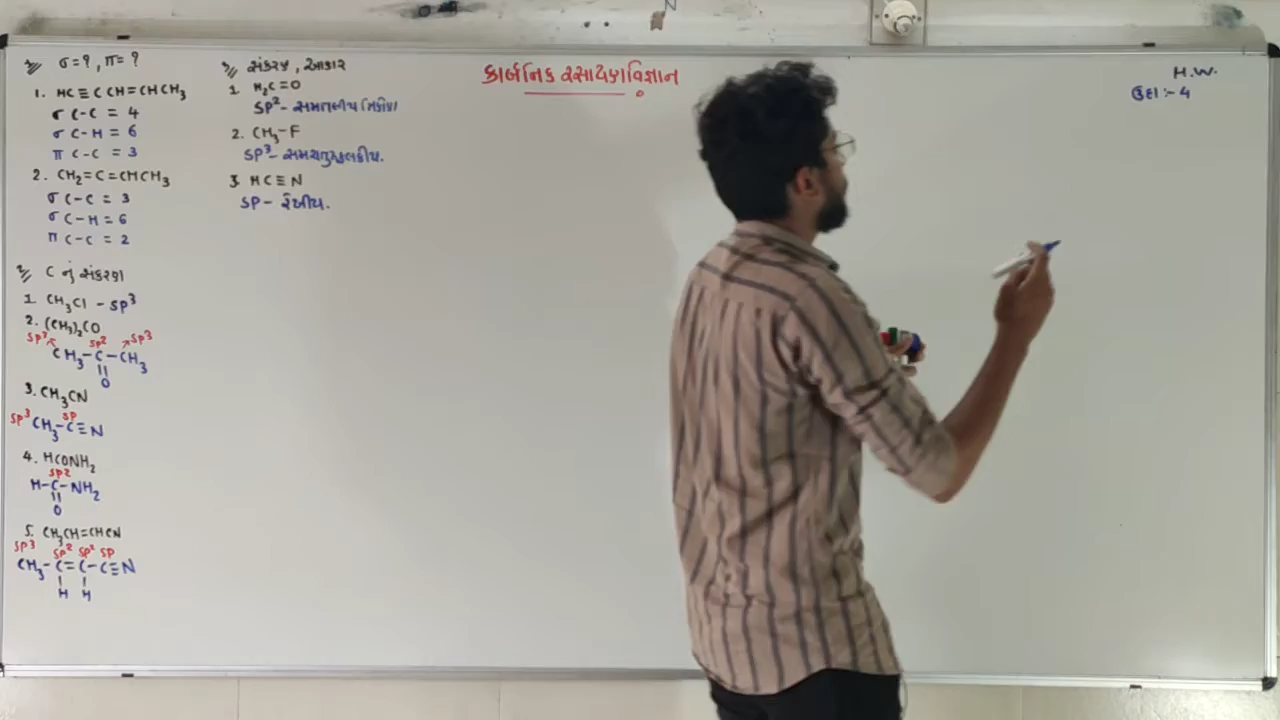 કાર્બનિક રસાયણવિજ્ઞાન
H.W.
ઉદા :- 4
σ = ? , π = ?
1. HC ≡ C CH = CHCH₃
σ C-C = 4
σ C-H = 6
π C-C = 3
2. CH₂ = C = CHCH₃
σ C-C = 3
σ C-H = 6
π C-C = 2
C નું સંકરણ
1. CH₃Cl - SP³
2. (CH₃)₂CO
SP³ SP² SP³
CH₃-C-CH₃
||
O
3. CH₃CN
SP³ SP
CH₃-C≡N
4. HCONH₂
SP²
H-C-NH₂
||
O
5. CH₃CH=CHCN
SP³ SP² SP² SP
CH₃-C=C-C≡N
| |
H H
સંકરણ , આકાર
1. H₂C=O
SP² - સમતલીય ત્રિકોણ
2. CH₃-F
SP³ - સમચતુષ્ફલકીય.
3. HC≡N
SP - રેખીય.